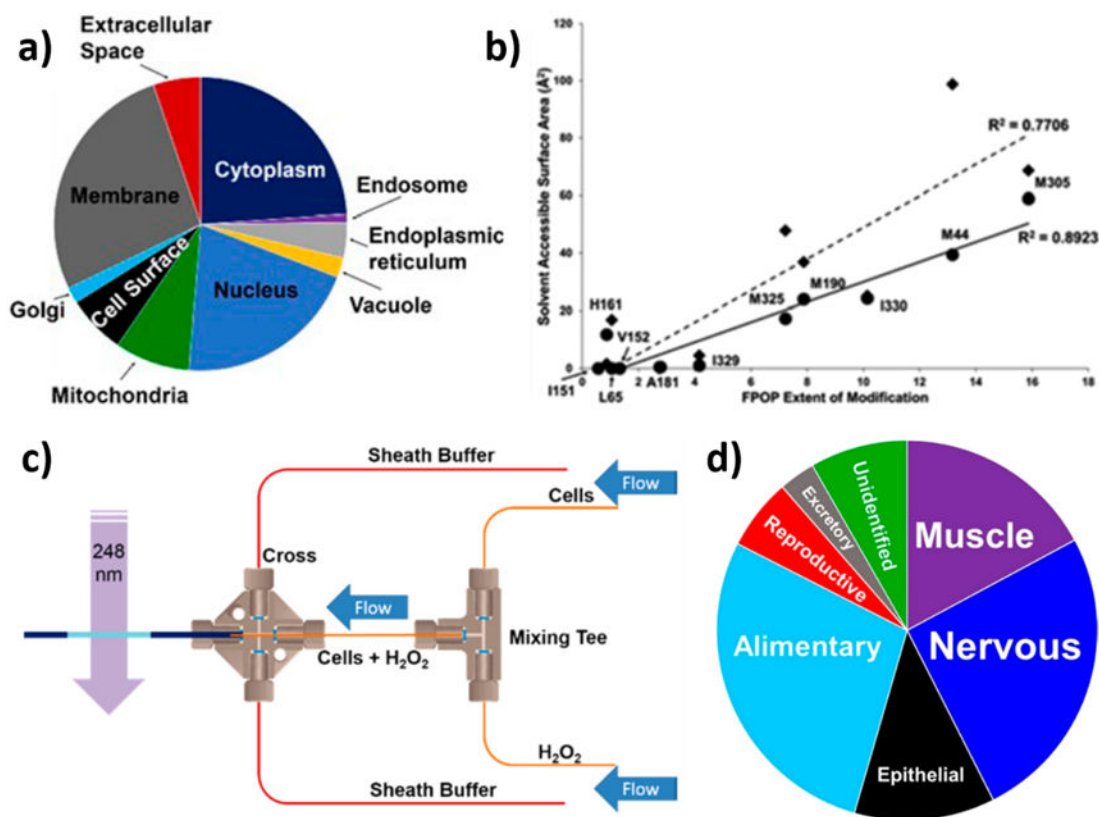 a)
Extracellular
Space
Cytoplasm
Membrane
Endosome
Endoplasmic
reticulum
Vacuole
Nucleus
Cell Surface
Golgi
Mitochondria
b)
Solvent Accessible Surface Area (Å²)
120
100
80
60
40
20
0
R² = 0.7706
M305
R² = 0.8923
M44
M190
M325
I330
H161
V152
I329
I151
L65
A181
2
4
6
8
10
12
14
16
18
FPOP Extent of Modification
c)
Sheath Buffer
Flow
Cells
248
nm
Cross
Flow
Cells + H₂O₂
Mixing Tee
H₂O₂
Sheath Buffer
Flow
d)
Unidentified
Excretory
Reproductive
Muscle
Alimentary
Nervous
Epithelial